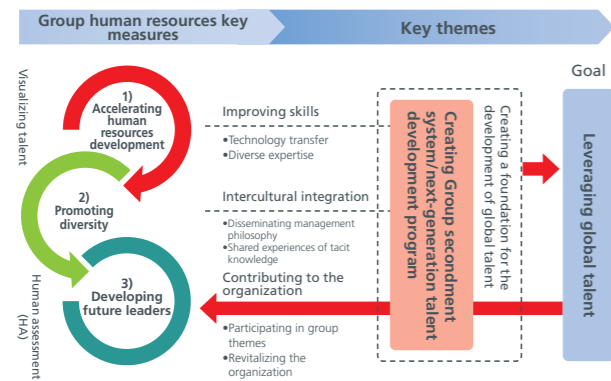 Group human resources key
measures
Key themes
Visualizing talent
Human assessment
(HA)
1)
Accelerating
human
resources
development
2)
Promoting
diversity
3)
Developing
future leaders
Improving skills
•Technology transfer
•Diverse expertise
Intercultural integration
•Disseminating management
philosophy
•Shared experiences of tacit
knowledge
Contributing to the
organization
•Participating in group
themes
•Revitalizing the
organization
Creating Group secondment
system/next-generation talent
development program
Creating a foundation for the
development of global talent
Goal
Leveraging global talent